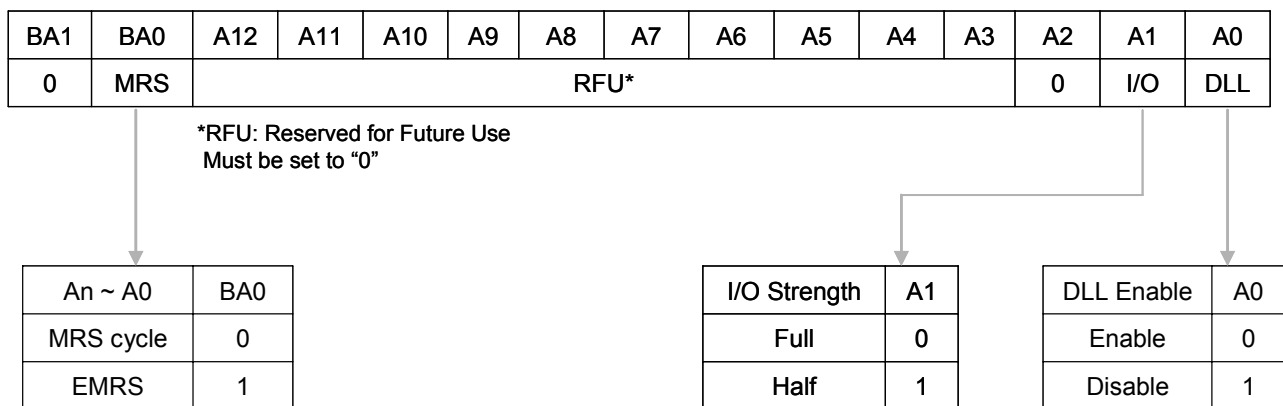 BA1 BA0 A12 A11 A10 A9 A8 A7 A6 A5 A4 A3 A2 A1 A0
0 MRS RFU* 0 I/O DLL
*RFU: Reserved for Future Use
Must be set to “0”
An ~ A0 BA0
MRS cycle 0
EMRS 1
I/O Strength A1
Full 0
Half 1
DLL Enable A0
Enable 0
Disable 1